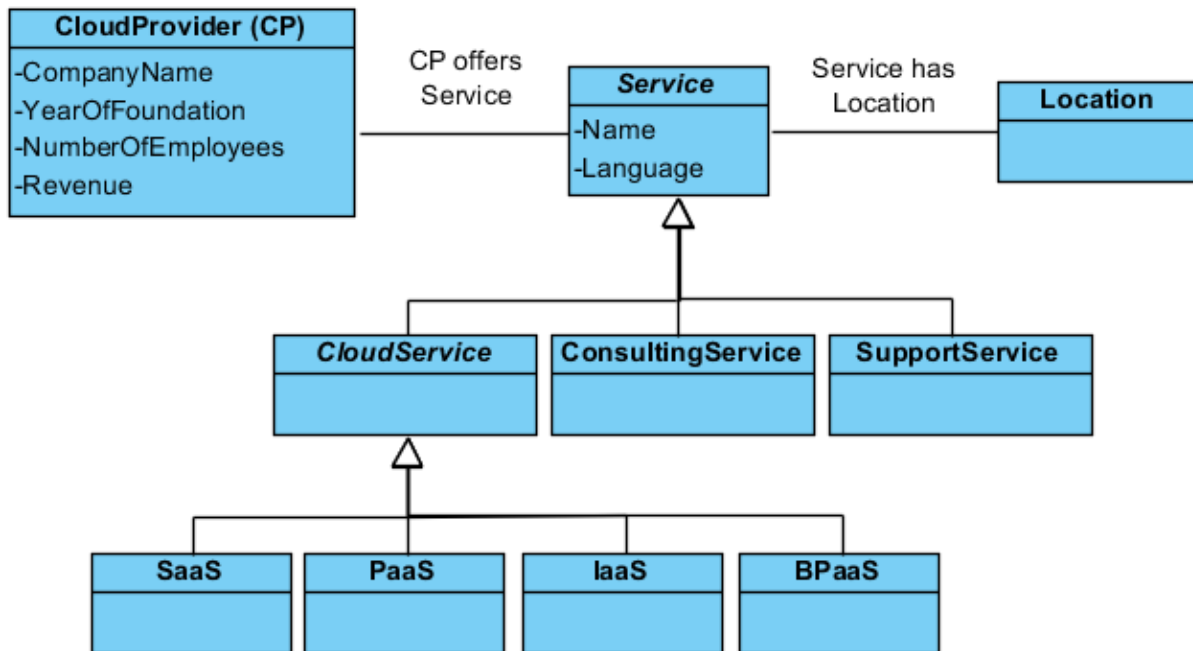 CloudProvider (CP)
-CompanyName
-YearOfFoundation
-NumberOfEmployees
-Revenue
CP offers
Service
Service
-Name
-Language
Service has
Location
Location
CloudService
ConsultingService
SupportService
SaaS
PaaS
IaaS
BPaaS